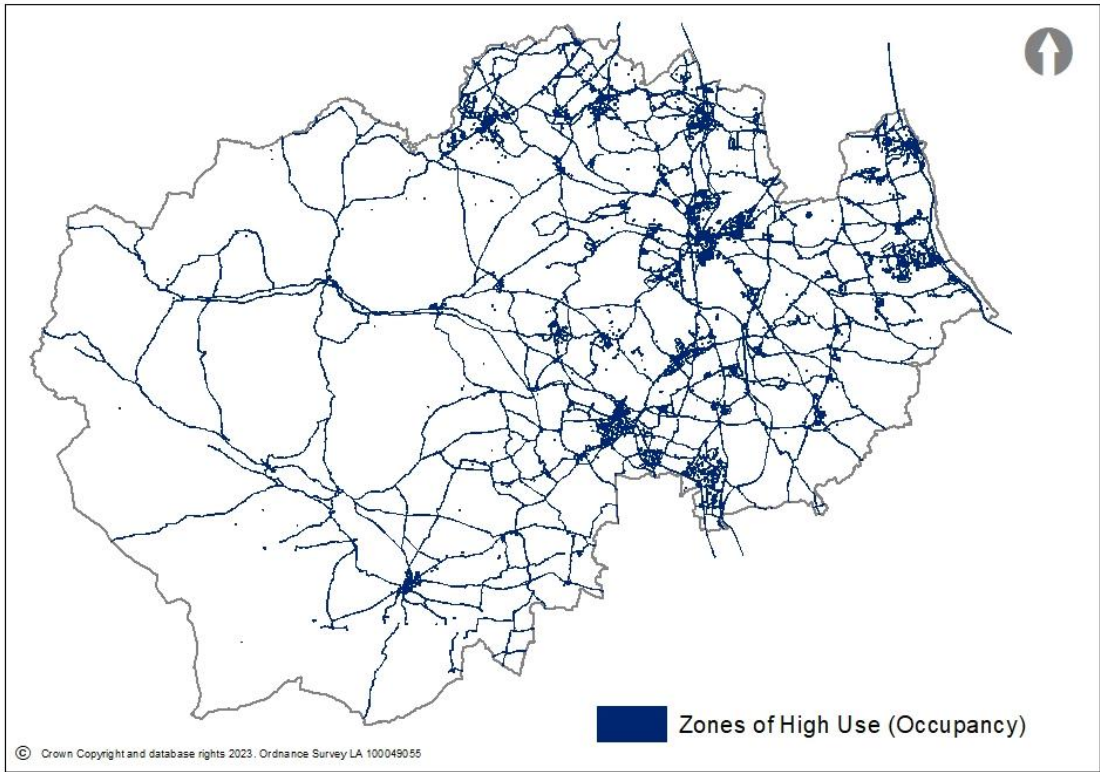 Zones of High Use (Occupancy)
© Crown Copyright and database rights 2023. Ordnance Survey LA 100049055